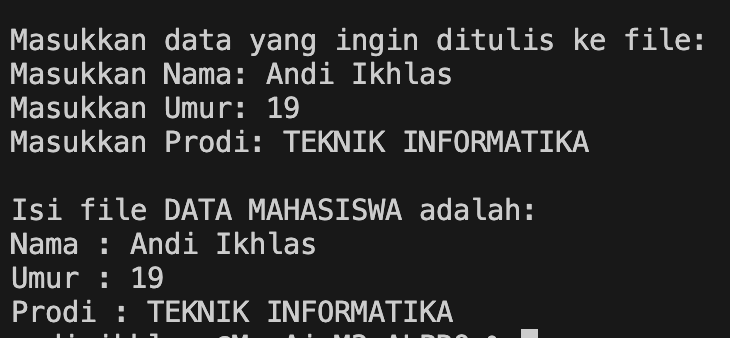 Masukkan data yang ingin ditulis ke file:
Masukkan Nama: Andi Ikhlas
Masukkan Umur: 19
Masukkan Prodi: TEKNIK INFORMATIKA
Isi file DATA MAHASISWA adalah:
Nama : Andi Ikhlas
Umur : 19
Prodi : TEKNIK INFORMATIKA